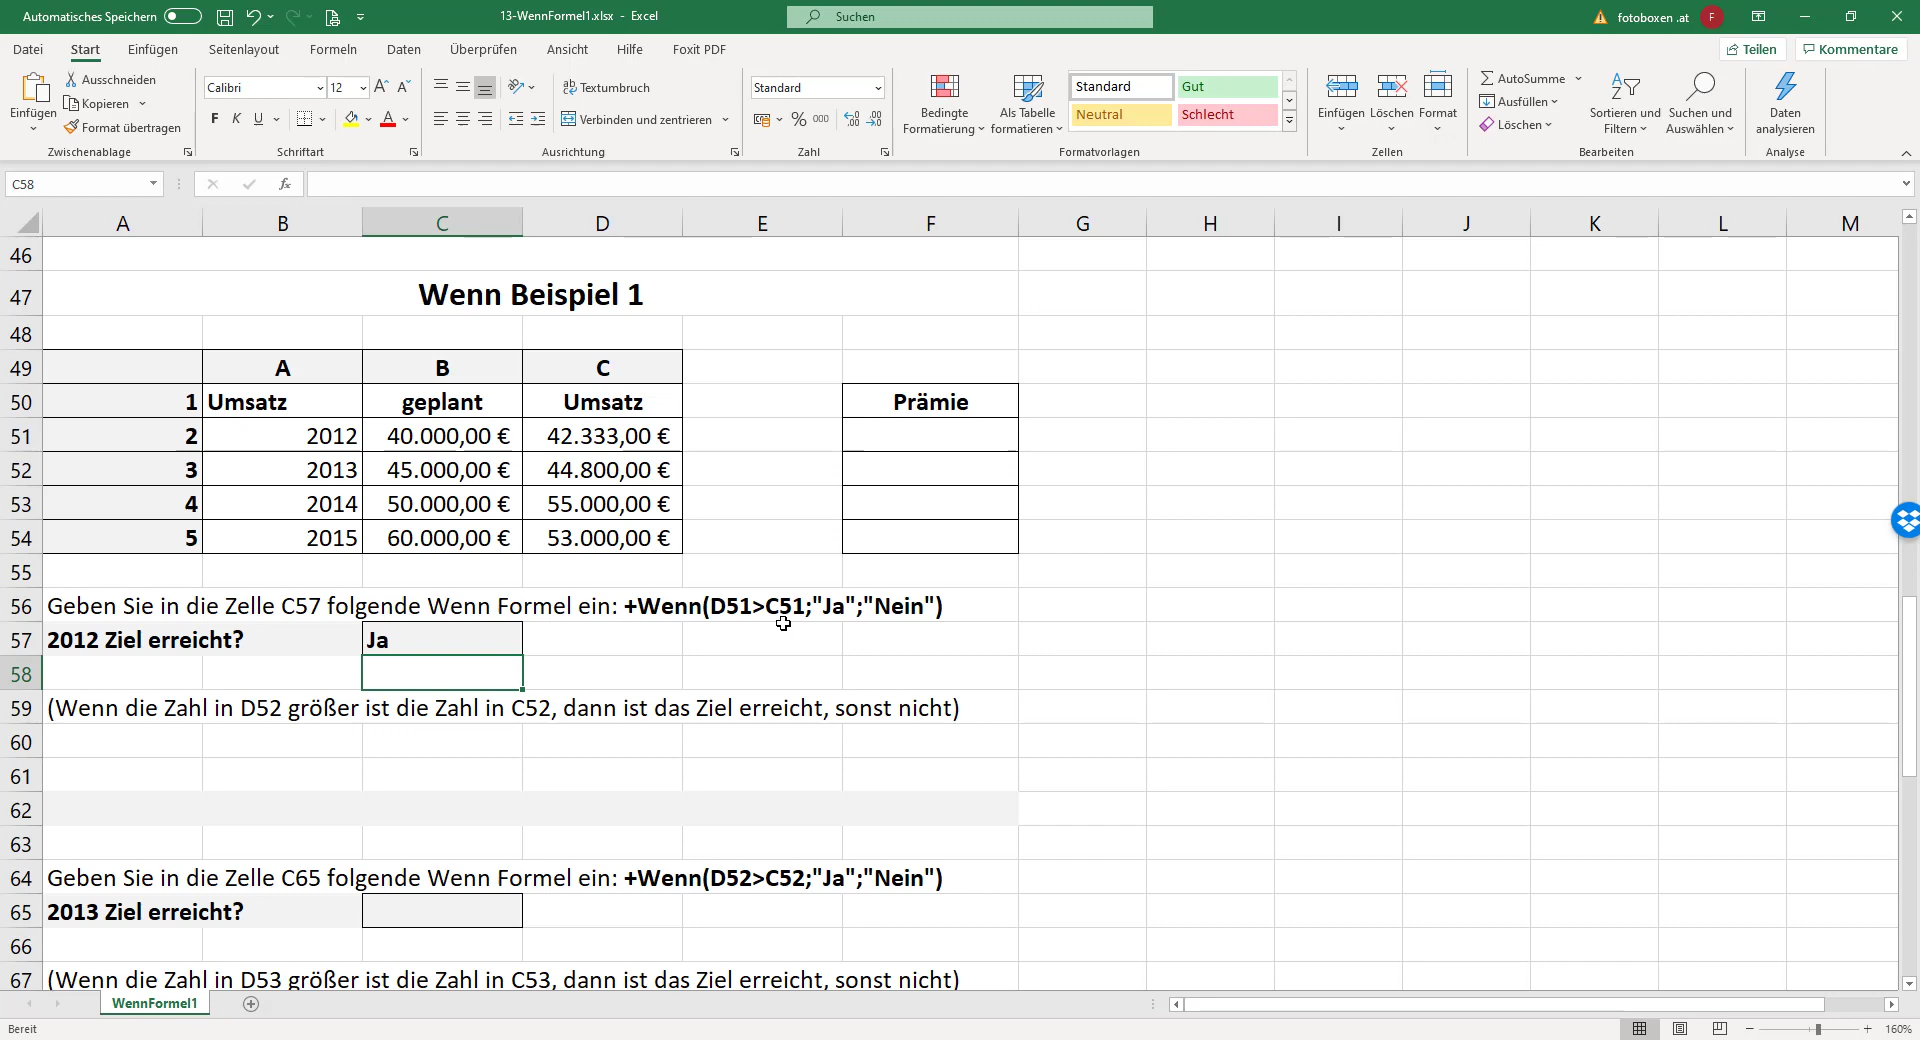 Automatisches Speichern
13-WennFormel1.xlsx - Excel
Suchen
fotoboxen .at
F
Datei Start Einfügen Seitenlayout Formeln Daten Überprüfen Ansicht Hilfe Foxit PDF
Teilen Kommentare
Einfügen
Ausschneiden
Kopieren
Format übertragen
Zwischenablage
Calibri 12
F K U
Schriftart
Textumbruch
Verbinden und zentrieren
Ausrichtung
Standard
% 000
Zahl
Bedingte Formatierung
Als Tabelle formatieren
Standard Gut
Neutral Schlecht
Formatvorlagen
Einfügen Löschen Format
Zellen
AutoSumme
Ausfüllen
Löschen
Sortieren und Filtern
Suchen und Auswählen
Bearbeiten
Daten analysieren
Analyse
C58
fx
A B C D E F G H I J K L M
46
47 Wenn Beispiel 1
48
49 A B C
50 1 Umsatz geplant Umsatz Prämie
51 2 2012 40.000,00 € 42.333,00 €
52 3 2013 45.000,00 € 44.800,00 €
53 4 2014 50.000,00 € 55.000,00 €
54 5 2015 60.000,00 € 53.000,00 €
55
56 Geben Sie in die Zelle C57 folgende Wenn Formel ein: +Wenn(D51>C51;"Ja";"Nein")
57 2012 Ziel erreicht? Ja
58
59 (Wenn die Zahl in D52 größer ist die Zahl in C52, dann ist das Ziel erreicht, sonst nicht)
60
61
62
63
64 Geben Sie in die Zelle C65 folgende Wenn Formel ein: +Wenn(D52>C52;"Ja";"Nein")
65 2013 Ziel erreicht?
66
67 (Wenn die Zahl in D53 größer ist die Zahl in C53, dann ist das Ziel erreicht, sonst nicht)
WennFormel1
Bereit
160%